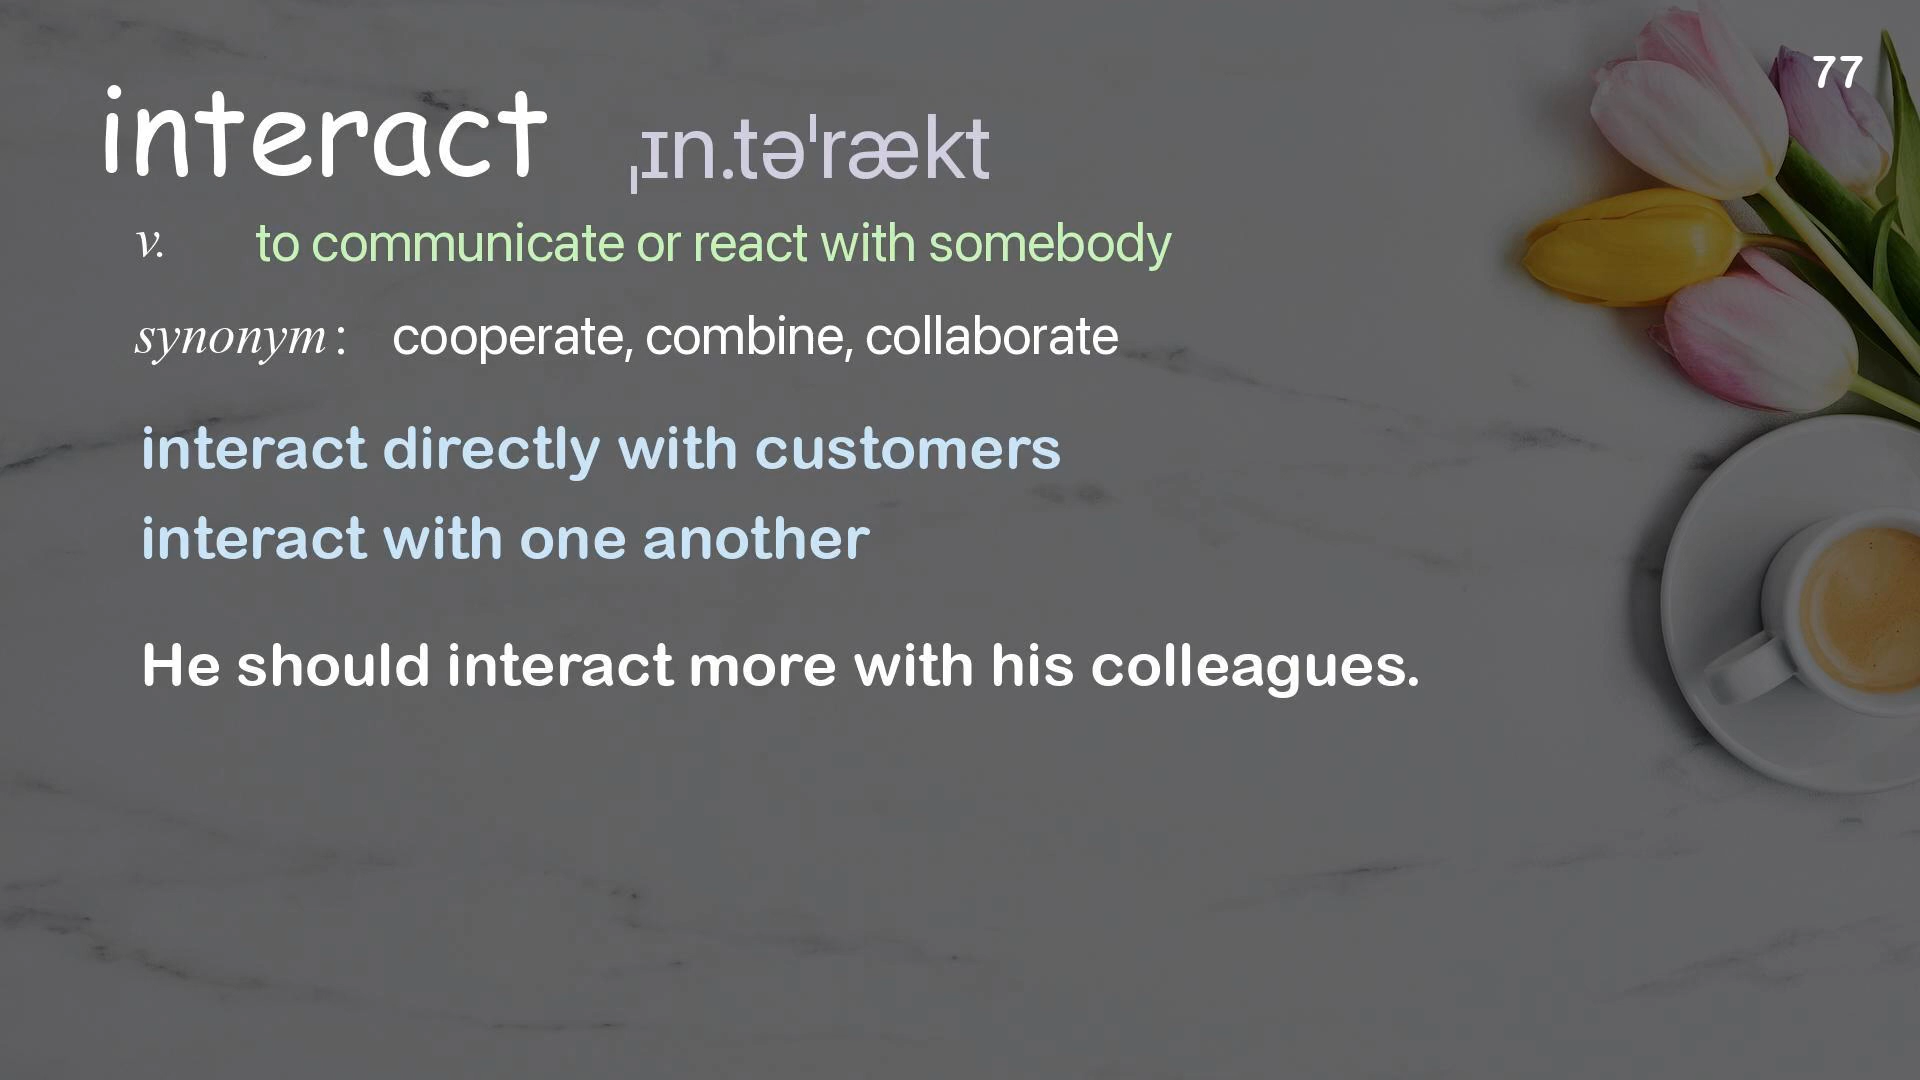 77
interact ˌɪn.təˈrækt
v. to communicate or react with somebody
synonym : cooperate, combine, collaborate
interact directly with customers
interact with one another
He should interact more with his colleagues.